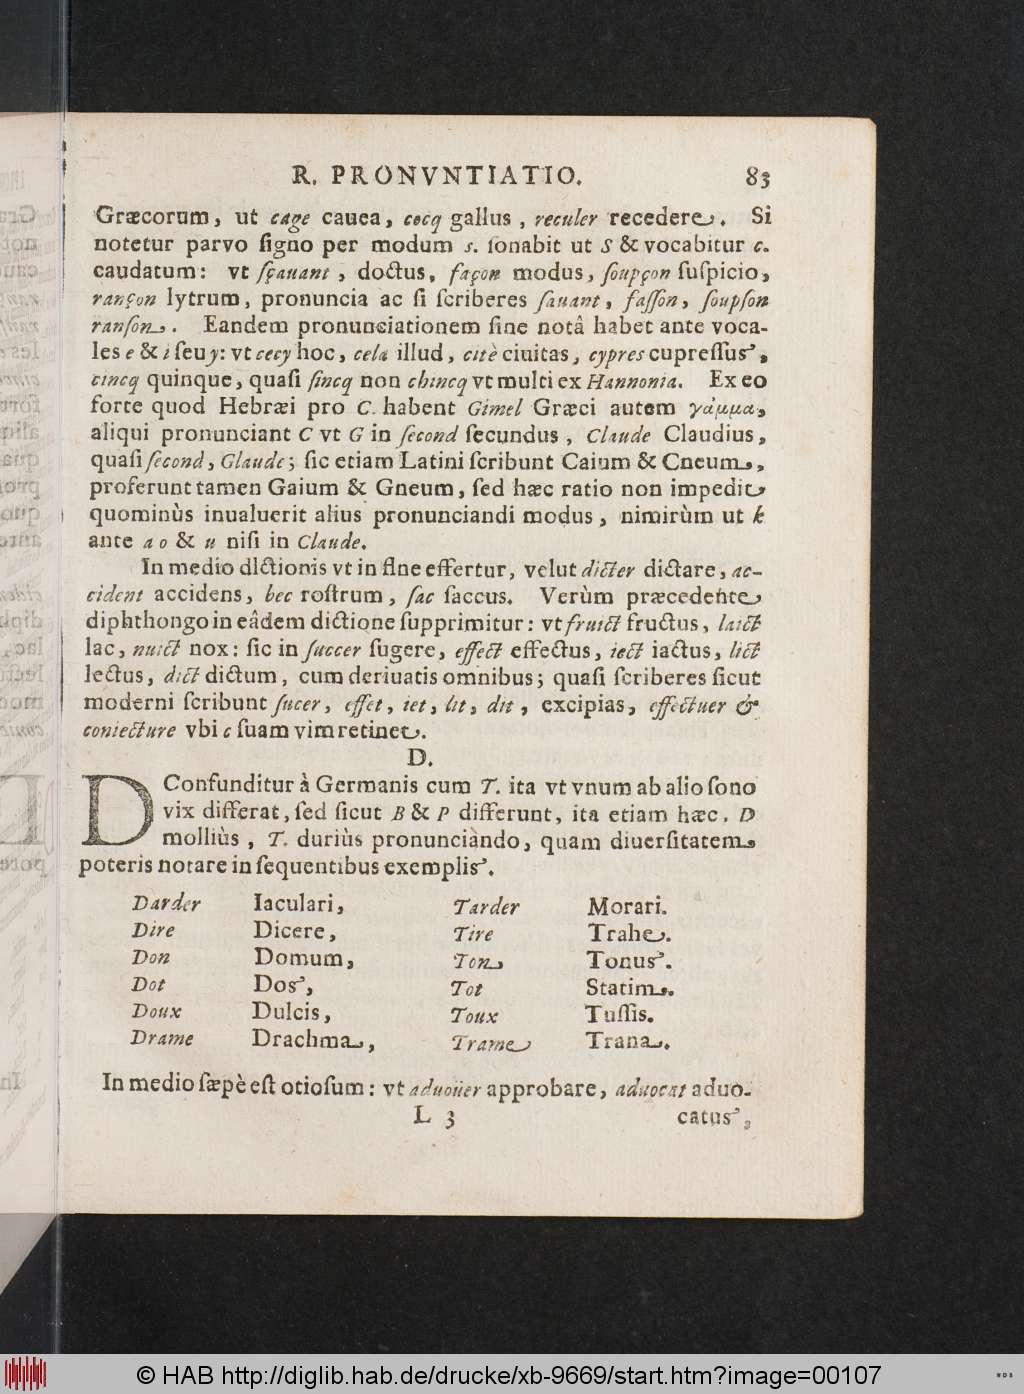 R. PRONVNTIATIO. 83
Græcorum, ut cage cauea, cocq gallus, reculer recedere. Si
notetur parvo ſigno per modum s. ſonabit ut S & vocabitur c.
caudatum: vt ſçauant, doctus, façon modus, ſoupçon ſuſpicio,
rançon lytrum, pronuncia ac ſi ſcriberes ſauant, faſſon, ſoupſon
ranſon. Eandem pronunciationem ſine notâ habet ante voca-
les e & i ſeu y: vt cecy hoc, cela illud, citè ciuitas, cypres cupreſſus,
cincq quinque, quaſi ſincq non chincq vt multi ex Hannonia. Ex eo
forte quod Hebræi pro C. habent Gimel Græci autem γάμμα,
aliqui pronunciant C vt G in ſecond ſecundus, Claude Claudius,
quaſi ſecond, Glaude; ſic etiam Latini ſcribunt Caium & Cneum,
proferunt tamen Gaium & Gneum, ſed hæc ratio non impedit
quominùs inualuerit alius pronunciandi modus, nimirùm ut k
ante a o & u niſi in Claude.
In medio dIctionis vt in fIne effertur, velut dicter dictare, ac-
cident accidens, bec roſtrum, ſac ſaccus. Verùm præcedente
diphthongo in eâdem dictione ſupprimitur: vt fruict fructus, laict
lac, nuict nox: ſic in ſuccer ſugere, effect effectus, iect iactus, lict
lectus, dict dictum, cum deriuatis omnibus; quaſi ſcriberes ſicut
moderni ſcribunt ſucer, effet, iet, lit, dit, excipias, effectuer &
coniecture vbi c ſuam vim retinet.
D.
D Confunditur à Germanis cum T. ita vt vnum ab alio ſono
vix differat, ſed ſicut B & P differunt, ita etiam hæc. D
molliùs, T. duriùs pronunciàndo, quam diuerſitatem
poteris notare in ſequentibus exemplis.
Darder Iaculari, Tarder Morari.
Dire Dicere, Tire Trahe.
Don Domum, Ton Tonus.
Dot Dos, Tot Statim.
Doux Dulcis, Toux Tuſſis.
Drame Drachma, Trame Trana.
In medio ſæpè eſt otioſum: vt aduoüer approbare, aduocat aduo-
L 3 catus,
© HAB http://diglib.hab.de/drucke/xb-9669/start.htm?image=00107